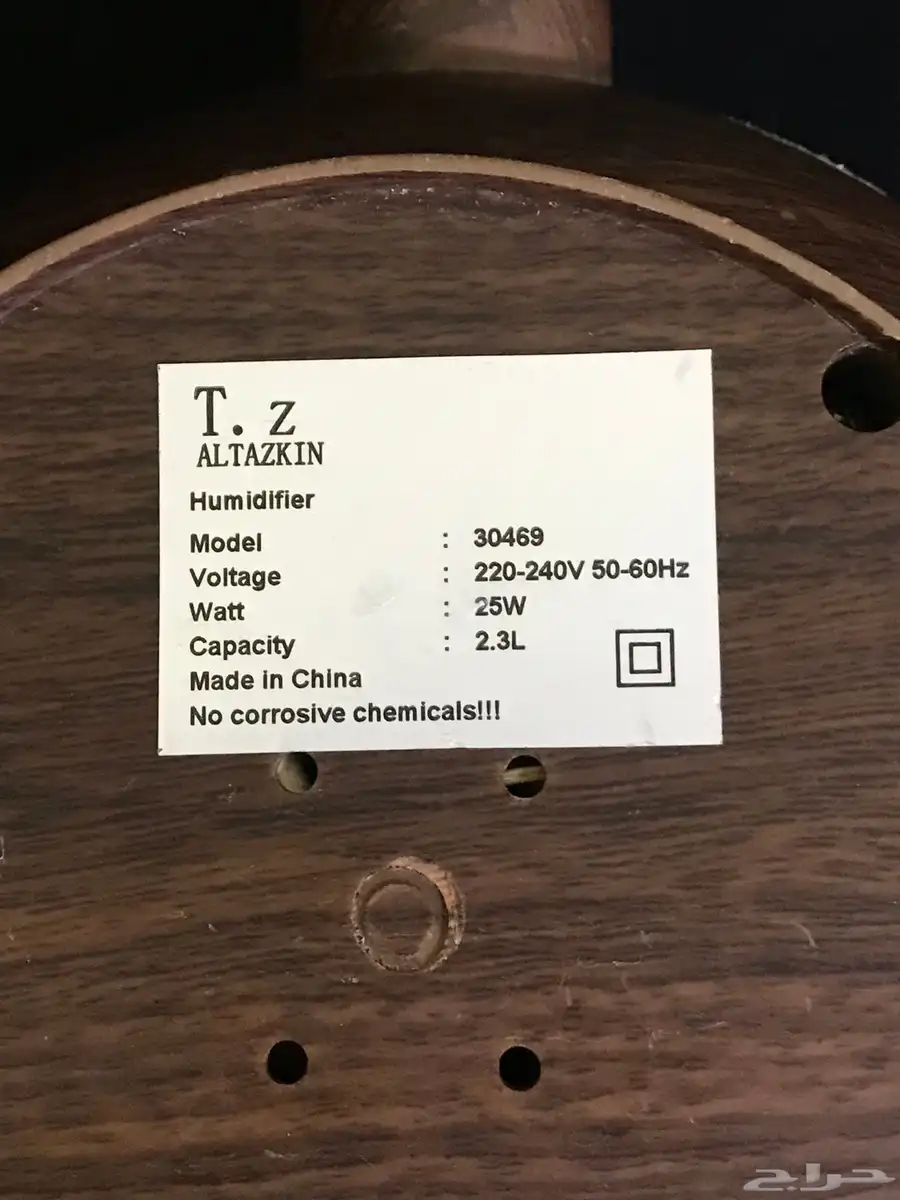 T. z
ALTAZKIN
Humidifier
Model : 30469
Voltage : 220-240V 50-60Hz
Watt : 25W
Capacity : 2.3L
Made in China
No corrosive chemicals!!!
حراج